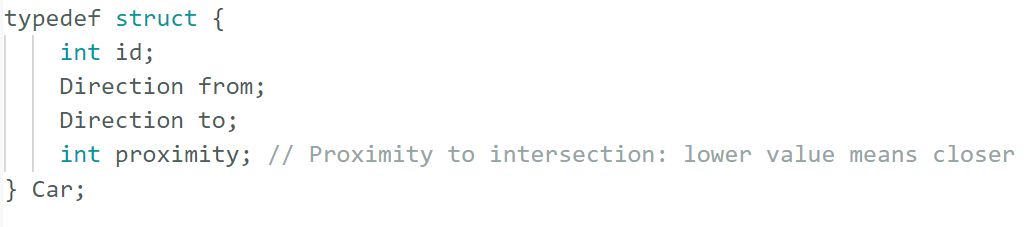 typedef struct {
    int id;
    Direction from;
    Direction to;
    int proximity; // Proximity to intersection: lower value means closer
} Car;